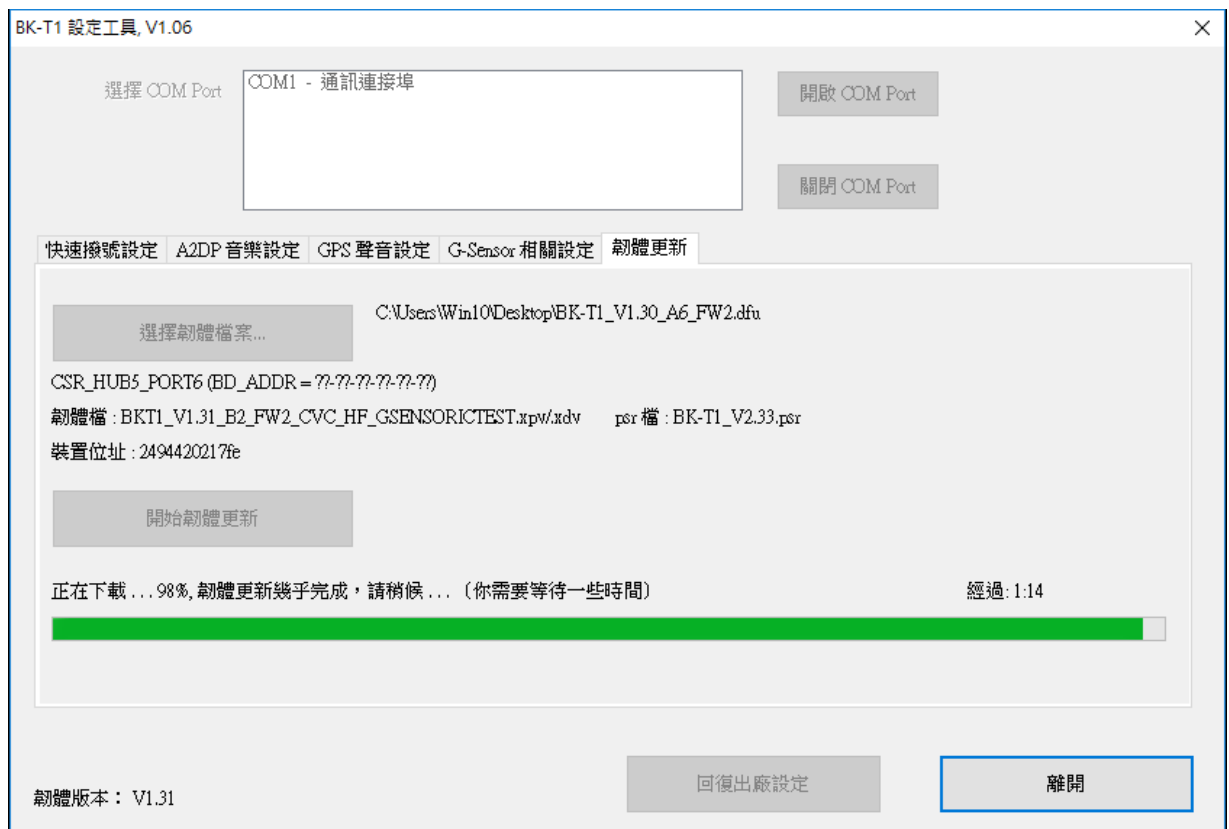 BK-T1 設定工具, V1.06
選擇 COM Port
COM1 - 通訊連接埠
開啟 COM Port
關閉 COM Port
快速撥號設定 A2DP 音樂設定 GPS 聲音設定 G-Sensor 相關設定 韌體更新
選擇韌體檔案...
C:\Users\Win10\Desktop\BK-T1_V1.30_A6_FW2.dfu
CSR_HUB5_PORT6 (BD_ADDR = ??-??-??-??-??-??)
韌體檔 : BKT1_V1.31_B2_FW2_CVC_HF_GSENSORICTEST.xpv/.xdv psr 檔 : BK-T1_V2.33.psr
裝置位址 : 2494420217fe
開始韌體更新
正在下載 . . . 98%, 韌體更新幾乎完成，請稍候 . . . （你需要等待一些時間） 經過: 1:14
回復出廠設定
離開
韌體版本： V1.31